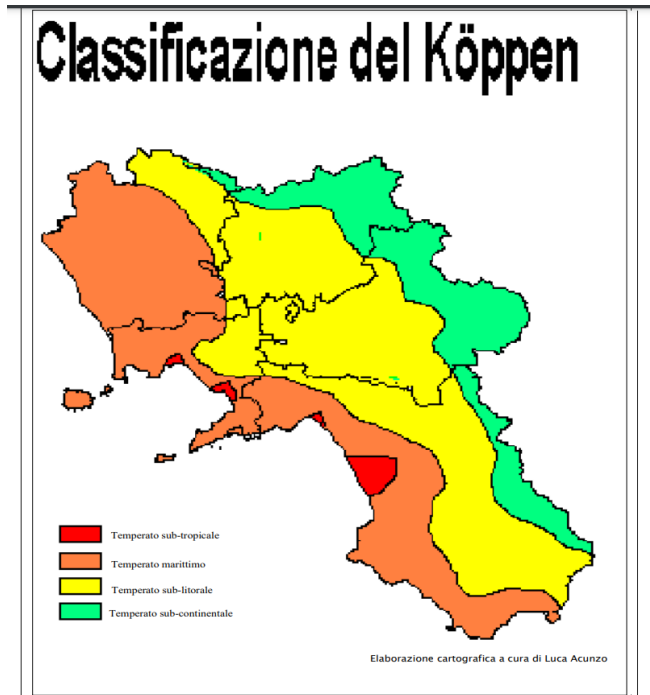 Classificazione del Köppen
Temperato sub-tropicale
Temperato marittimo
Temperato sub-litorale
Temperato sub-continentale
Elaborazione cartografica a cura di Luca Acunzo